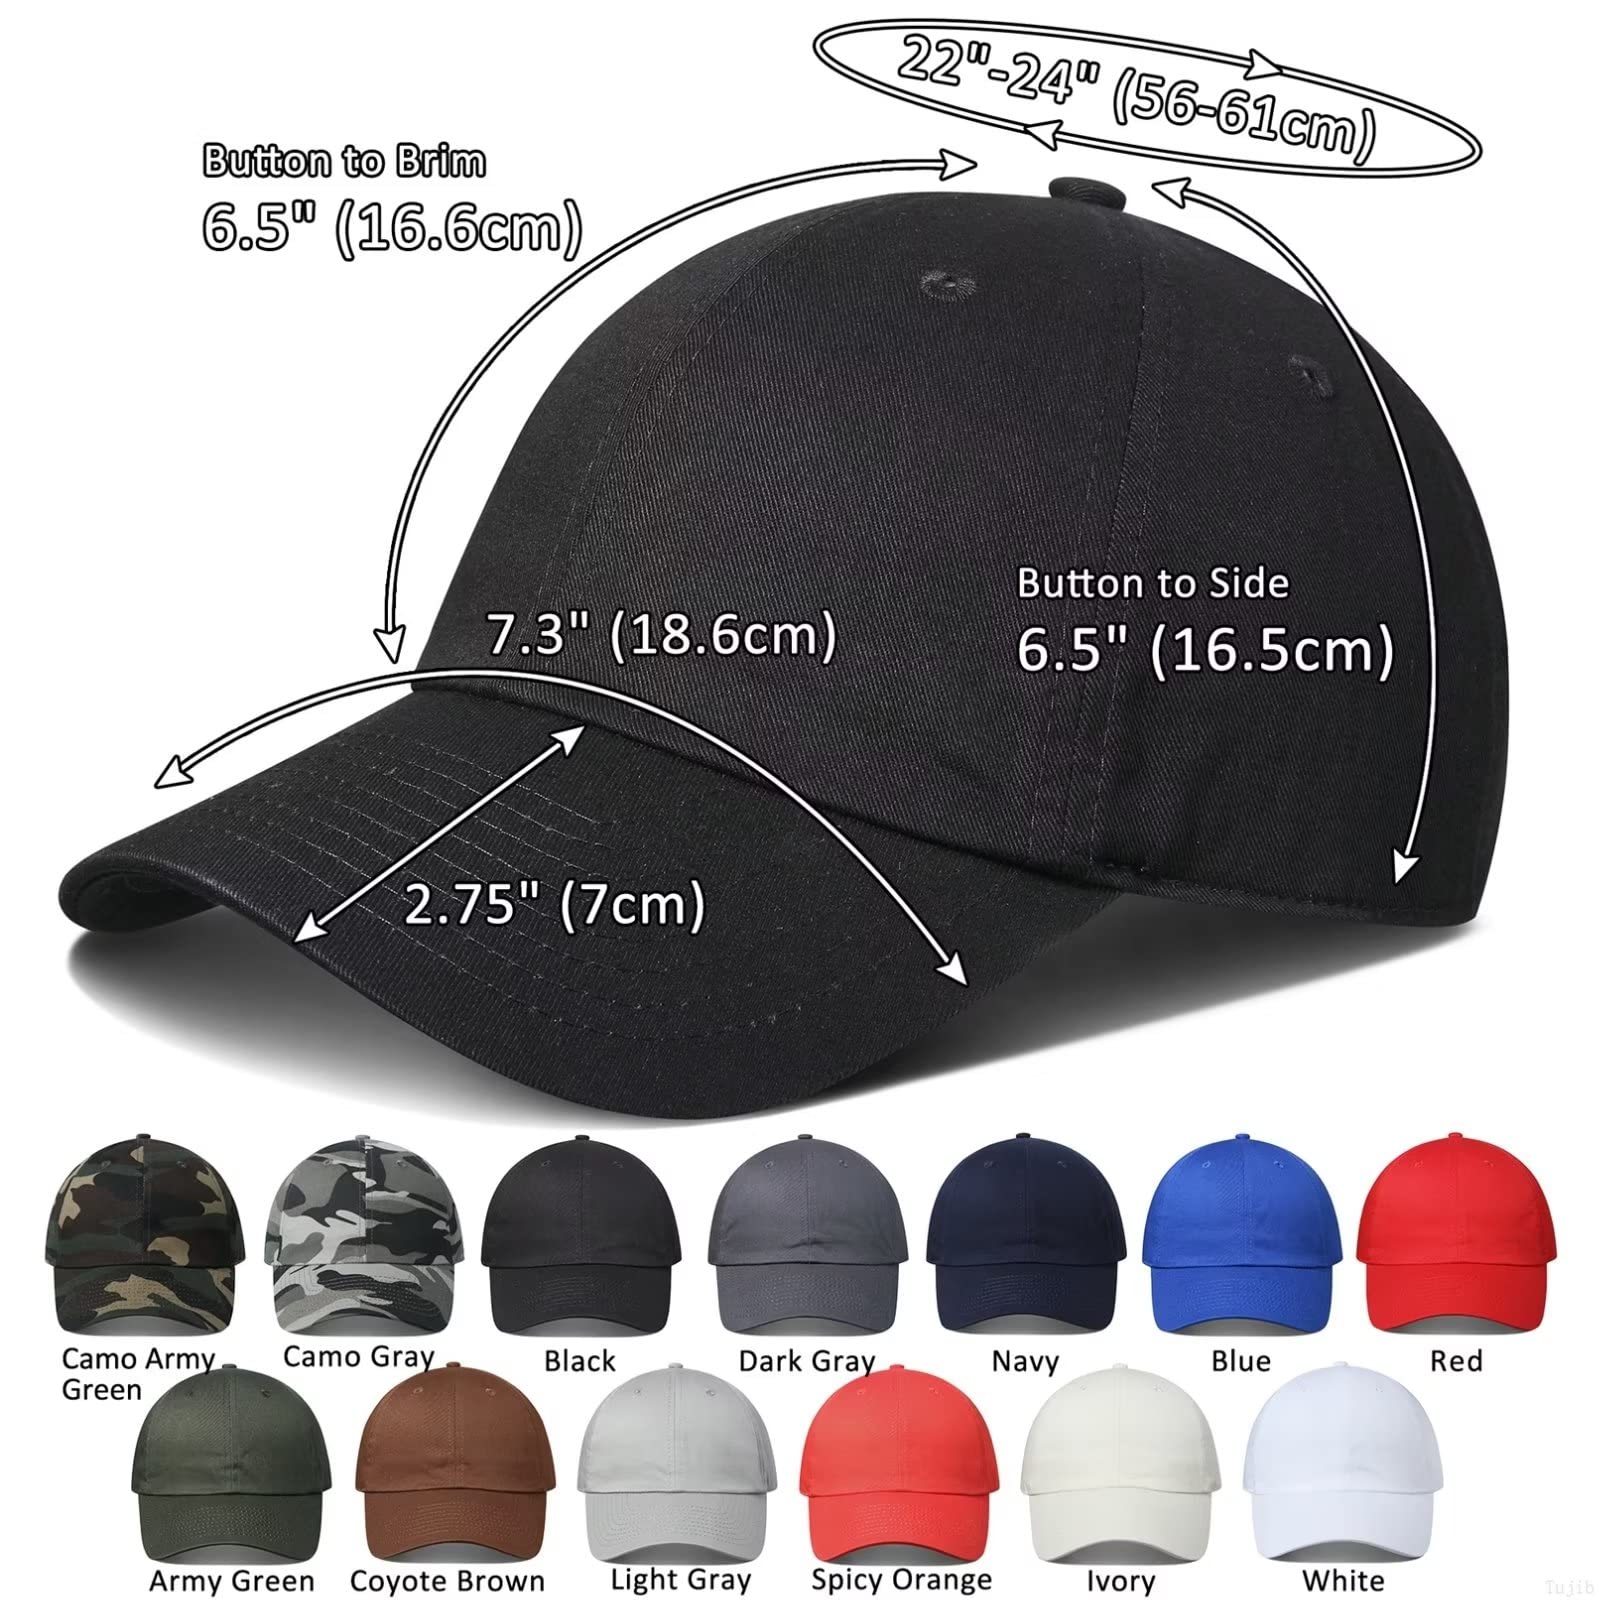 22"-24" (56-61cm)
Button to Brim
6.5" (16.6cm)
Button to Side
6.5" (16.5cm)
7.3" (18.6cm)
2.75" (7cm)
Camo Army
Green
Camo Gray
Black
Dark Gray
Navy
Blue
Red
Army Green
Coyote Brown
Light Gray
Spicy Orange
Ivory
White
Tujib